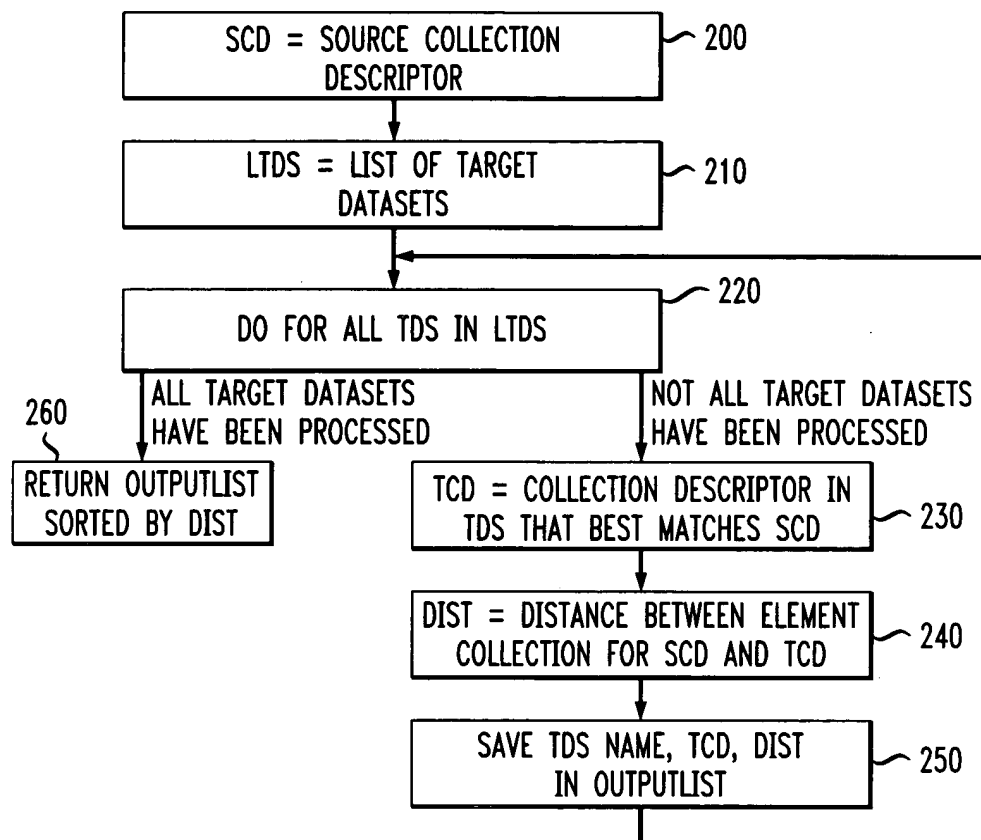 SCD = SOURCE COLLECTION
DESCRIPTOR
200
LTDS = LIST OF TARGET
DATASETS
210
220
DO FOR ALL TDS IN LTDS
ALL TARGET DATASETS
HAVE BEEN PROCESSED
NOT ALL TARGET DATASETS
HAVE BEEN PROCESSED
260
RETURN OUTPUTLIST
SORTED BY DIST
TCD = COLLECTION DESCRIPTOR IN
TDS THAT BEST MATCHES SCD
230
DIST = DISTANCE BETWEEN ELEMENT
COLLECTION FOR SCD AND TCD
240
SAVE TDS NAME, TCD, DIST
IN OUTPUTLIST
250